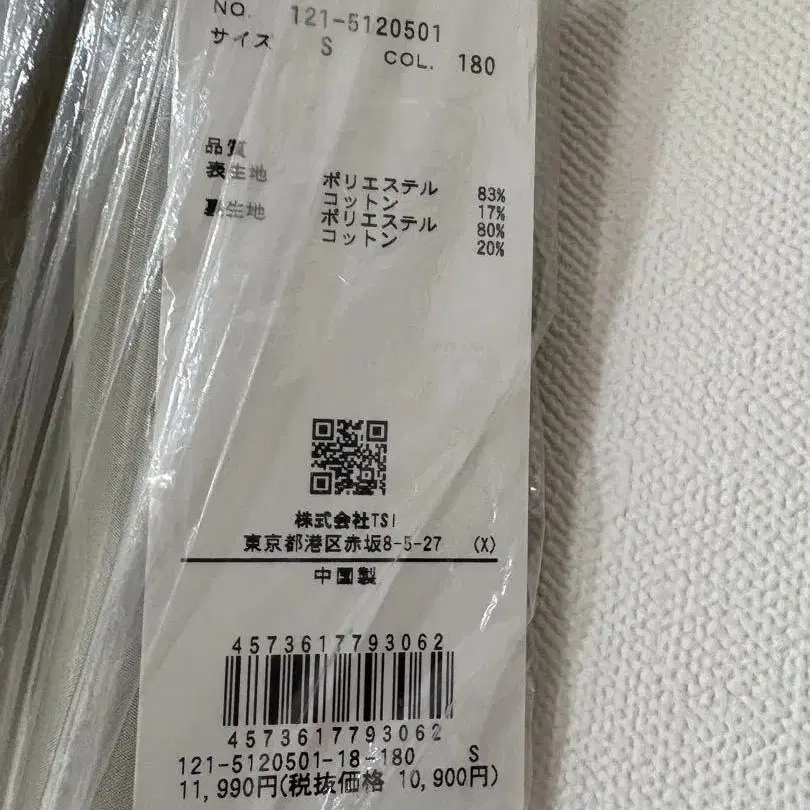 NO. 121-5120501
サイズ S COL. 180
品質
表生地 ポリエステル 83%
コットン 17%
裏生地 ポリエステル 80%
コットン 20%
株式会社TSI
東京都港区赤坂8-5-27 (X)
中国製
4573617793062
4573617793062
121-5120501-18-180 S
11,990円(税抜価格 10,900円)